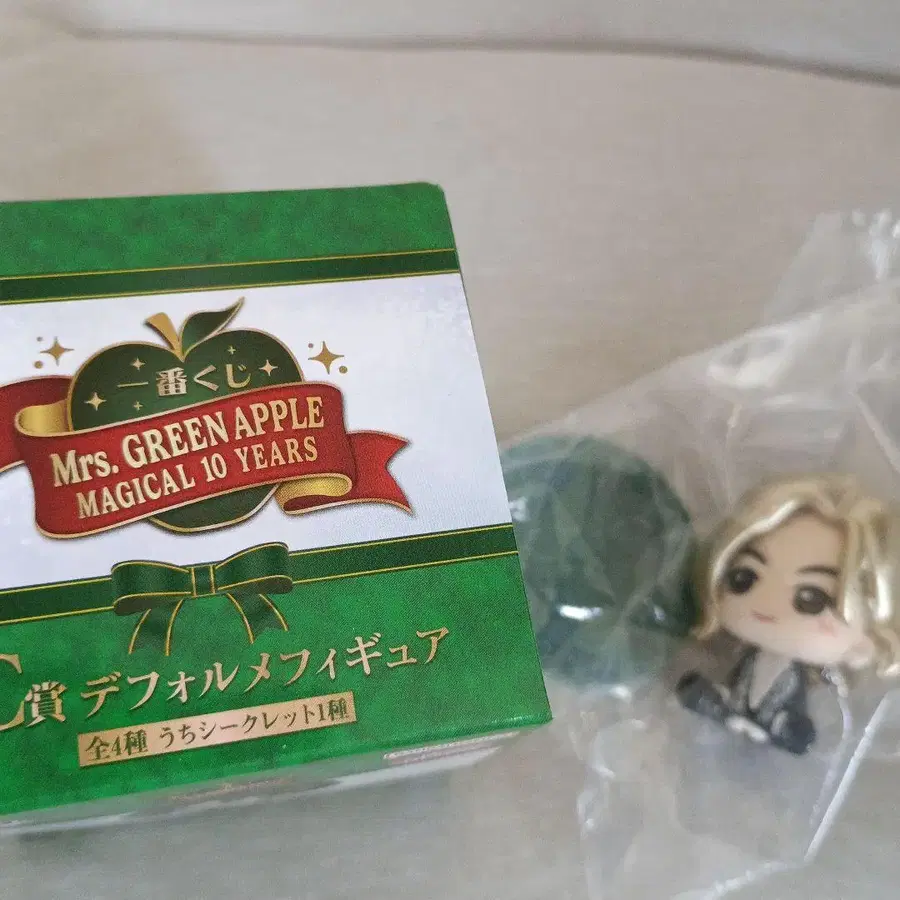 一番くじ
Mrs. GREEN APPLE
MAGICAL 10 YEARS
C賞 デフォルメフィギュア
全4種 うちシークレット1種